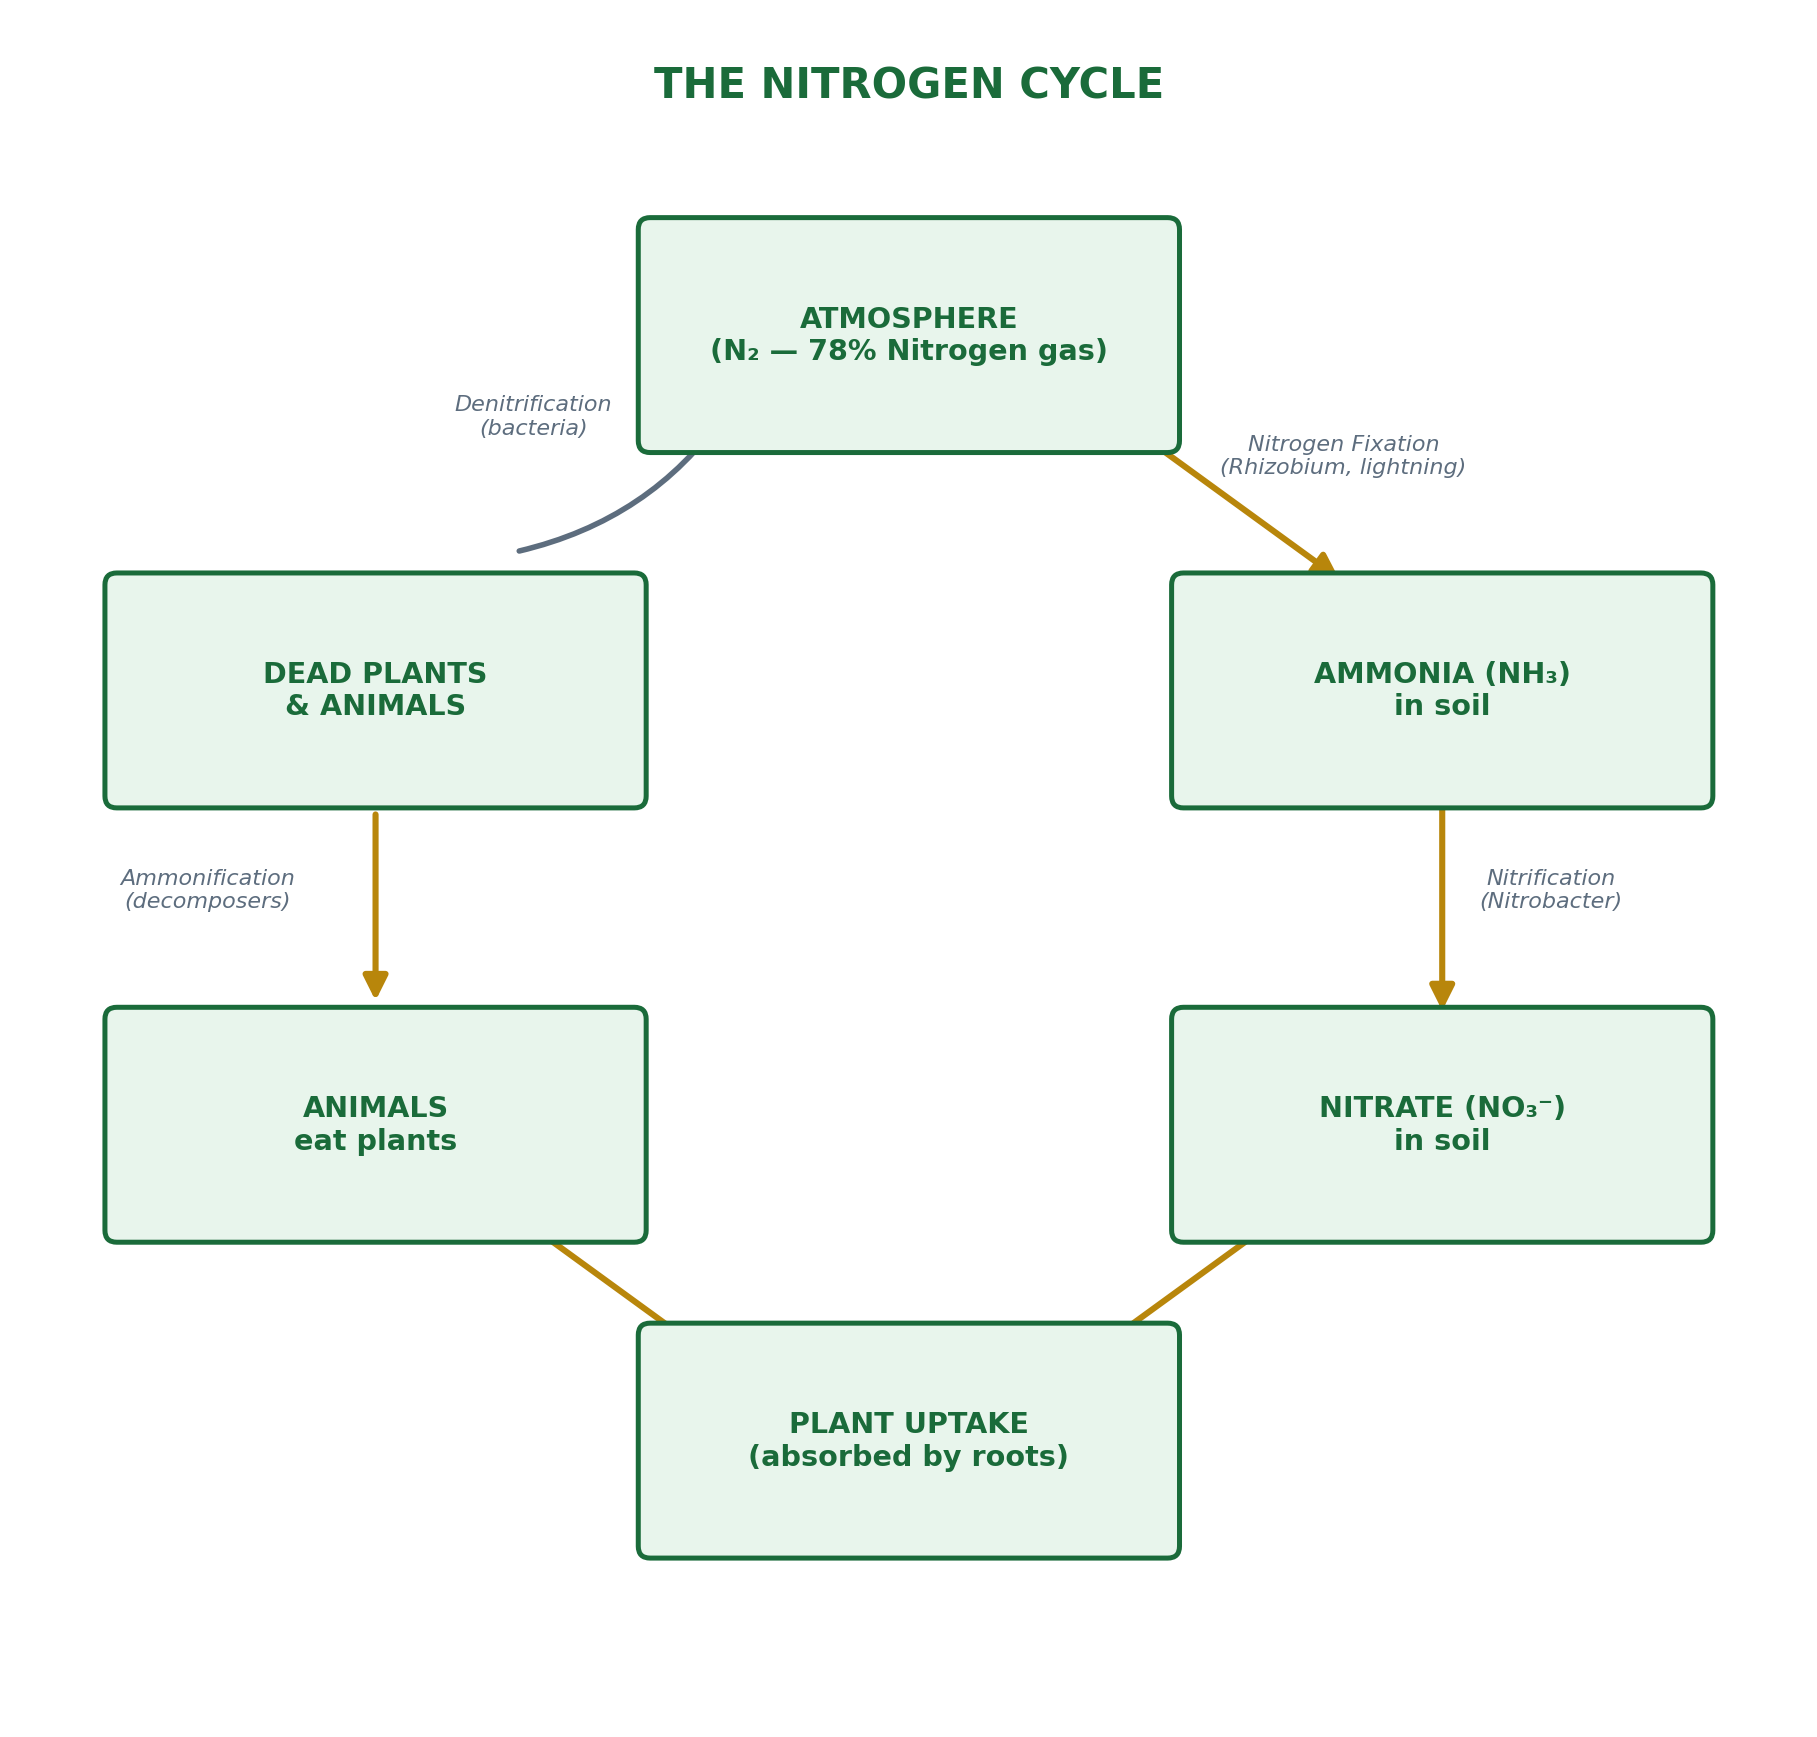 THE NITROGEN CYCLE
ATMOSPHERE
(N₂ — 78% Nitrogen gas)
Denitrification
(bacteria)
Nitrogen Fixation
(Rhizobium, lightning)
DEAD PLANTS
& ANIMALS
AMMONIA (NH₃)
in soil
Ammonification
(decomposers)
Nitrification
(Nitrobacter)
ANIMALS
eat plants
NITRATE (NO₃⁻)
in soil
PLANT UPTAKE
(absorbed by roots)